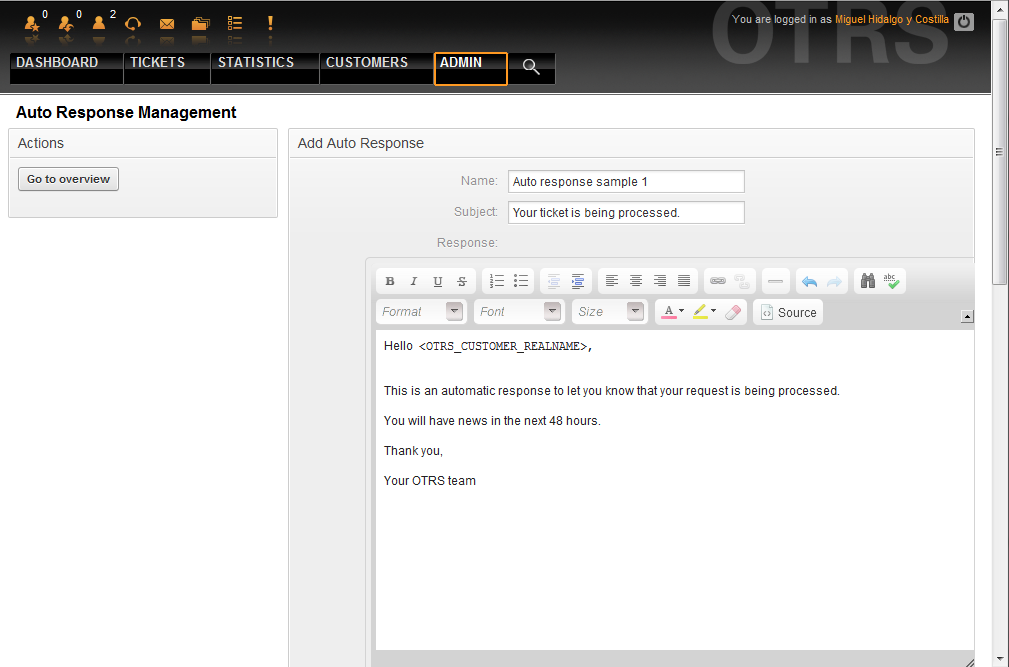 0 0 2
OTRS
You are logged in as Miguel Hidalgo y Costilla
DASHBOARD TICKETS STATISTICS CUSTOMERS ADMIN
Auto Response Management
Actions
Go to overview
Add Auto Response
Name: Auto response sample 1
Subject: Your ticket is being processed.
Response:
B I U S abc
Format Font Size A Source
Hello <OTRS_CUSTOMER_REALNAME>,
This is an automatic response to let you know that your request is being processed.
You will have news in the next 48 hours.
Thank you,
Your OTRS team